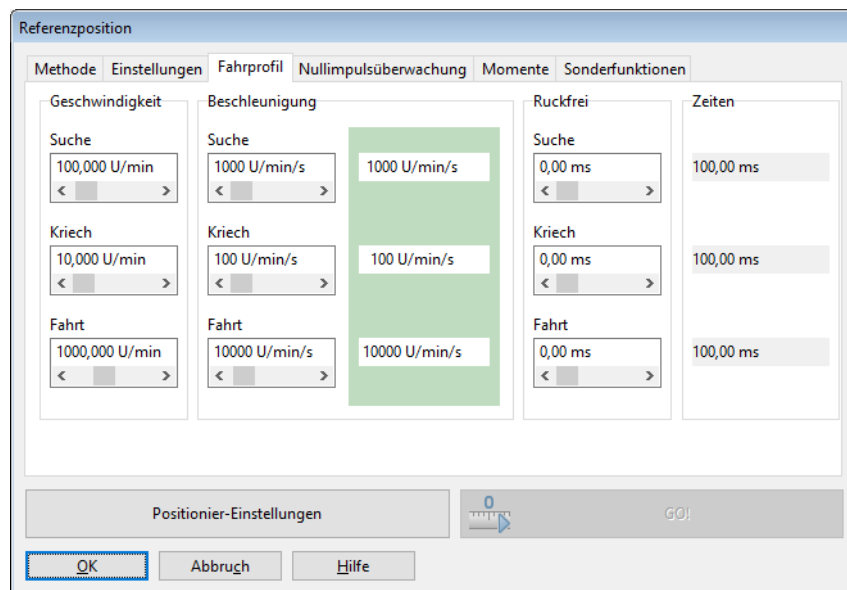 Referenzposition
Methode Einstellungen Fahrprofil Nullimpulsüberwachung Momente Sonderfunktionen
Geschwindigkeit Beschleunigung Ruckfrei Zeiten
Suche Suche Suche
100,000 U/min 1000 U/min/s 1000 U/min/s 0,00 ms 100,00 ms
Kriech Kriech Kriech
10,000 U/min 100 U/min/s 100 U/min/s 0,00 ms 100,00 ms
Fahrt Fahrt Fahrt
1000,000 U/min 10000 U/min/s 10000 U/min/s 0,00 ms 100,00 ms
Positionier-Einstellungen 0 GO!
OK Abbruch Hilfe